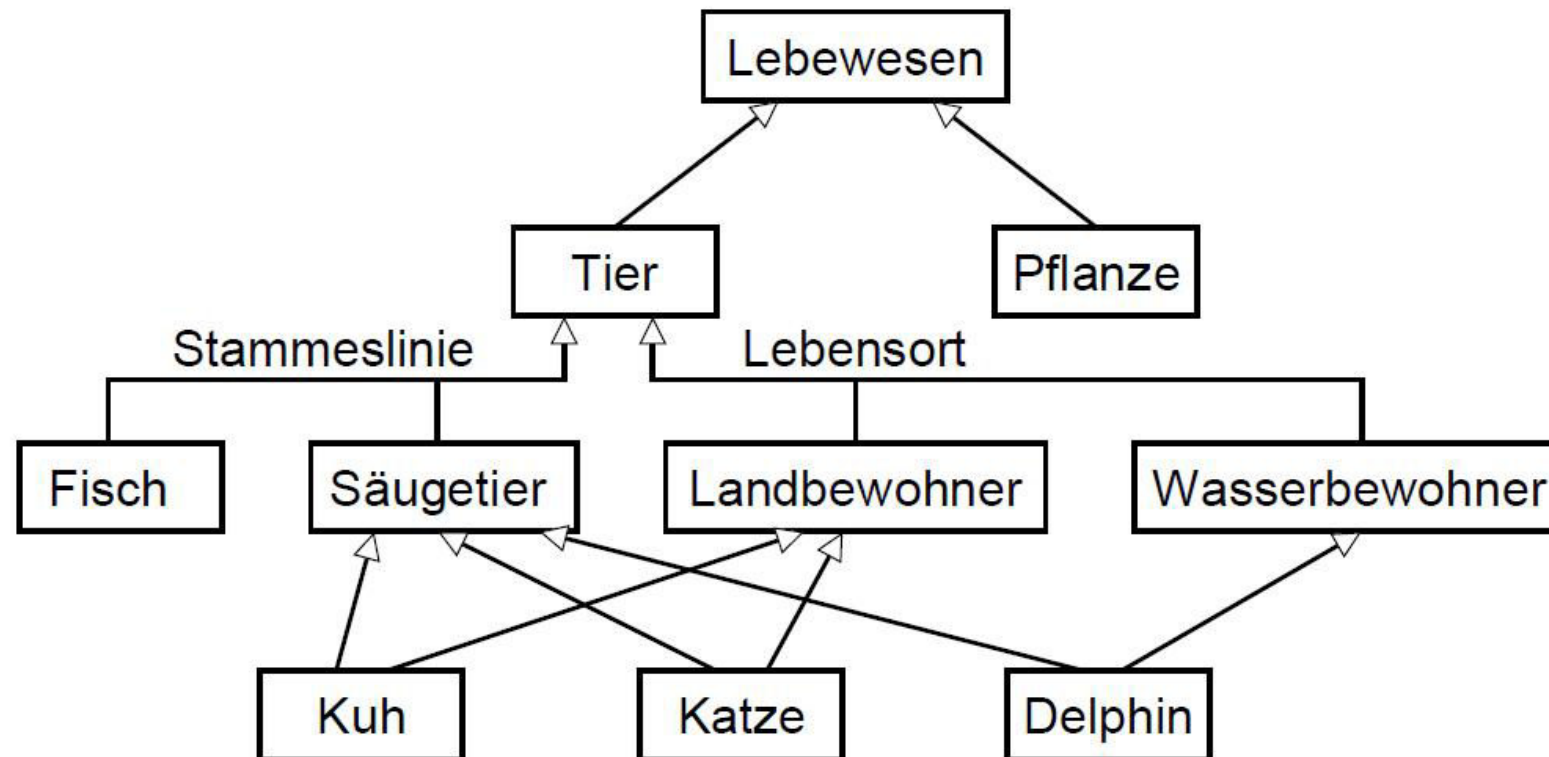 Lebewesen
Tier
Pflanze
Stammeslinie
Lebensort
Fisch
Säugetier
Landbewohner
Wasserbewohner
Kuh
Katze
Delphin